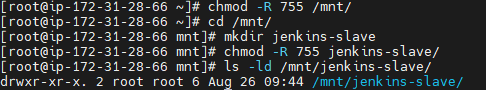 [root@ip-172-31-28-66 ~]# chmod -R 755 /mnt/
[root@ip-172-31-28-66 ~]# cd /mnt/
[root@ip-172-31-28-66 mnt]# mkdir jenkins-slave
[root@ip-172-31-28-66 mnt]# chmod -R 755 jenkins-slave/
[root@ip-172-31-28-66 mnt]# ls -ld /mnt/jenkins-slave/
drwxr-xr-x. 2 root root 6 Aug 26 09:44 /mnt/jenkins-slave/